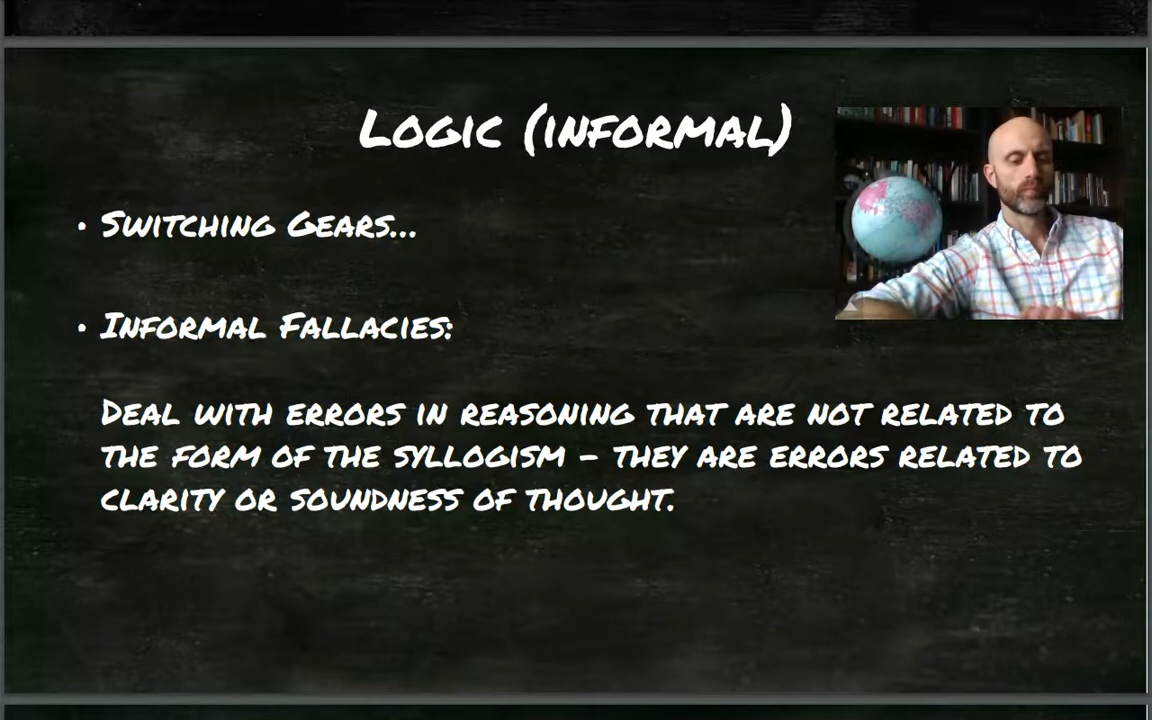 Logic (informal)
• Switching Gears...
• Informal Fallacies:
Deal with errors in reasoning that are not related to
the form of the syllogism – they are errors related to
clarity or soundness of thought.